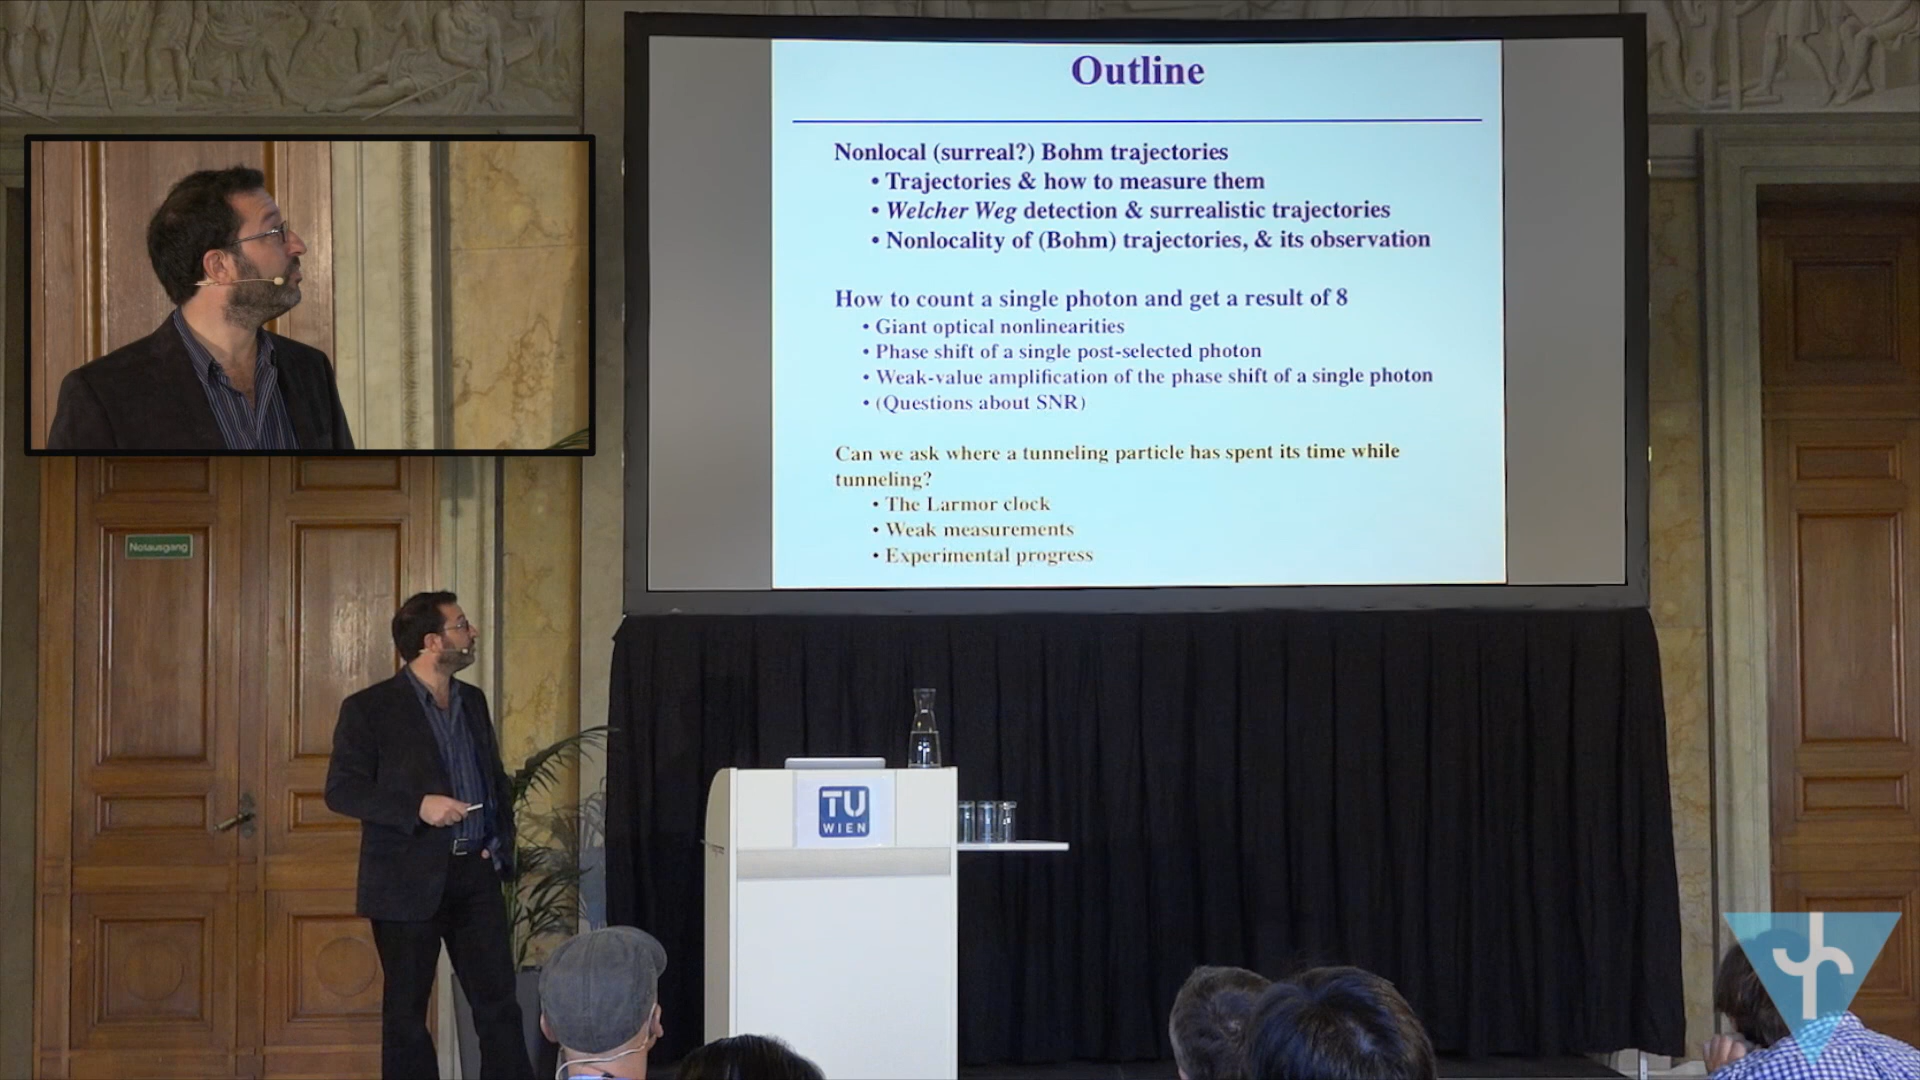 Outline
Nonlocal (surreal?) Bohm trajectories
• Trajectories & how to measure them
• Welcher Weg detection & surrealistic trajectories
• Nonlocality of (Bohm) trajectories, & its observation
How to count a single photon and get a result of 8
• Giant optical nonlinearities
• Phase shift of a single post-selected photon
• Weak-value amplification of the phase shift of a single photon
• (Questions about SNR)
Can we ask where a tunneling particle has spent its time while
tunneling?
• The Larmor clock
• Weak measurements
• Experimental progress
Notausgang
TU
WIEN